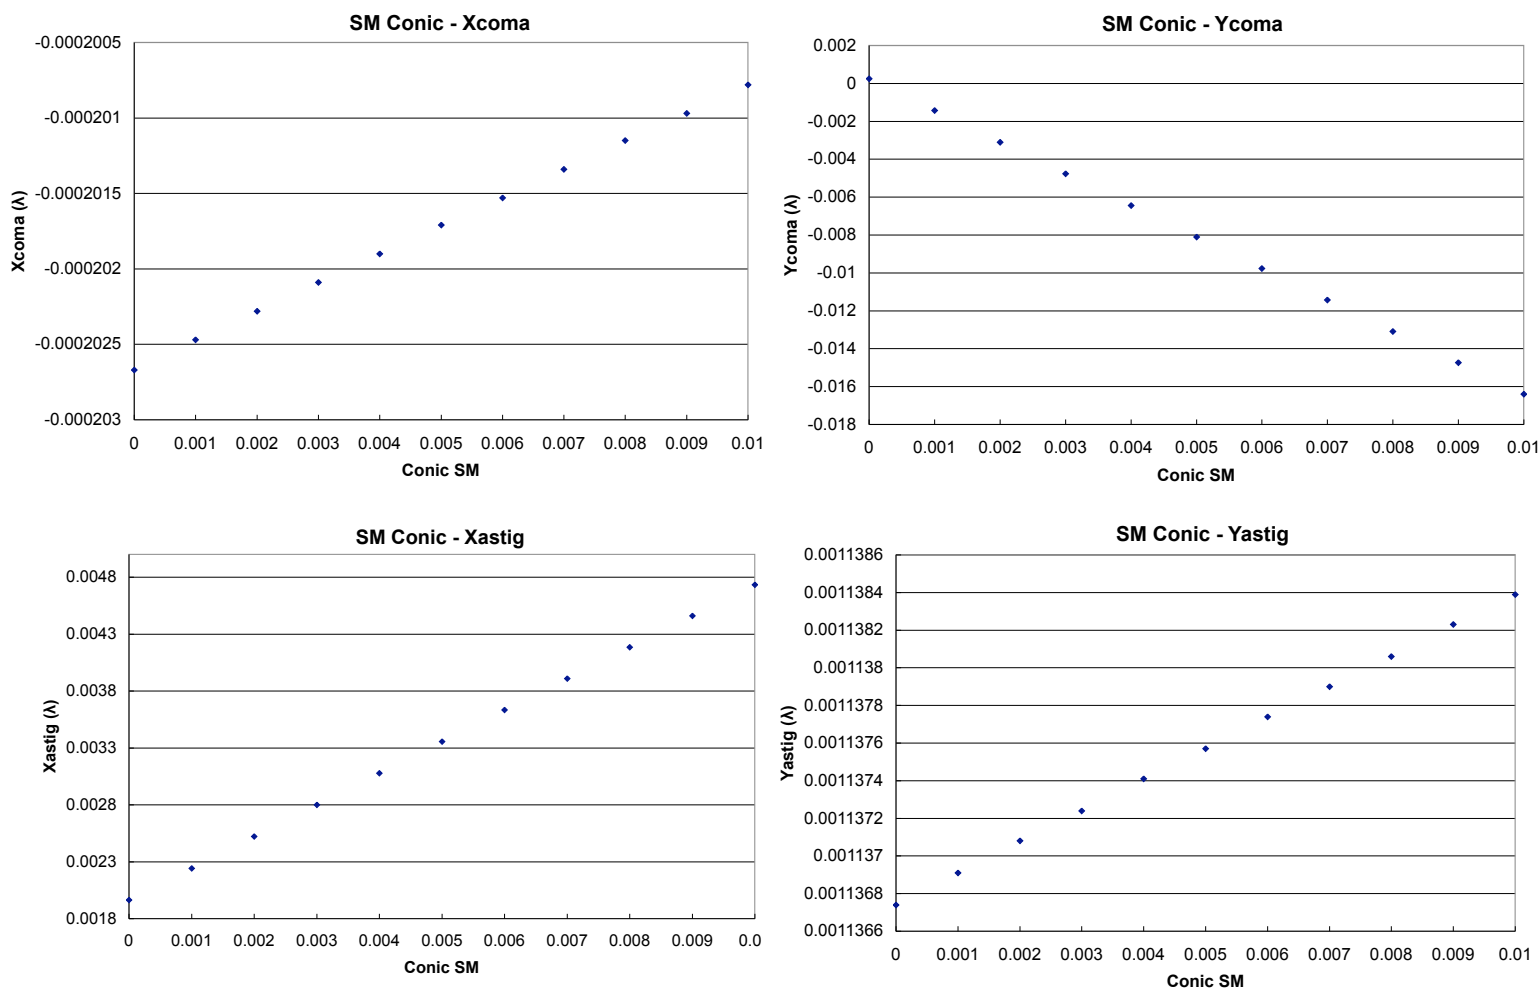 SM Conic - Xcoma
-0.0002005
-0.000201
-0.0002015
-0.000202
-0.0002025
-0.000203
Xcoma (λ)
0 0.001 0.002 0.003 0.004 0.005 0.006 0.007 0.008 0.009 0.01
Conic SM
SM Conic - Ycoma
0.002
0
-0.002
-0.004
-0.006
-0.008
-0.01
-0.012
-0.014
-0.016
-0.018
Ycoma (λ)
0 0.001 0.002 0.003 0.004 0.005 0.006 0.007 0.008 0.009 0.01
Conic SM
SM Conic - Xastig
0.0048
0.0043
0.0038
0.0033
0.0028
0.0023
0.0018
Xastig (λ)
0 0.001 0.002 0.003 0.004 0.005 0.006 0.007 0.008 0.009 0.0
Conic SM
SM Conic - Yastig
0.0011386
0.0011384
0.0011382
0.001138
0.0011378
0.0011376
0.0011374
0.0011372
0.001137
0.0011368
0.0011366
Yastig (λ)
0 0.001 0.002 0.003 0.004 0.005 0.006 0.007 0.008 0.009 0.01
Conic SM